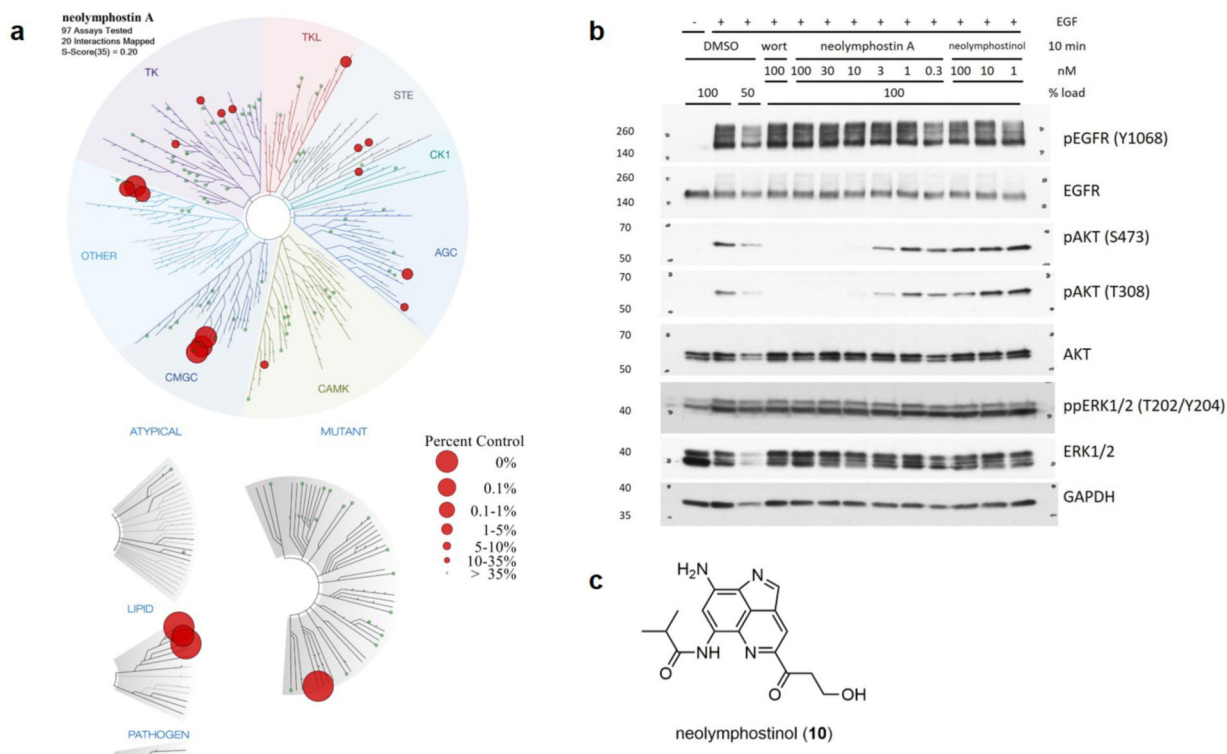 a
neolymphostin A
97 Assays Tested
20 Interactions Mapped
S-Score(35) = 0.20
TKL
TK
STE
CK1
AGC
OTHER
CAMK
CMGC
ATYPICAL
MUTANT
LIPID
PATHOGEN
Percent Control
0%
0.1%
0.1-1%
1-5%
5-10%
10-35%
> 35%
b
- + + + + + + + + + + + + EGF
DMSO wort neolymphostin A neolymphostinol 10 min
100 100 30 10 3 1 0.3 100 10 1 nM
100 50 100 % load
260
140
pEGFR (Y1068)
260
140
EGFR
70
50
pAKT (S473)
70
50
pAKT (T308)
70
50
AKT
40
ppERK1/2 (T202/Y204)
40
ERK1/2
40
35
GAPDH
c
H2N
N
O
NH
N
O
OH
neolymphostinol (10)